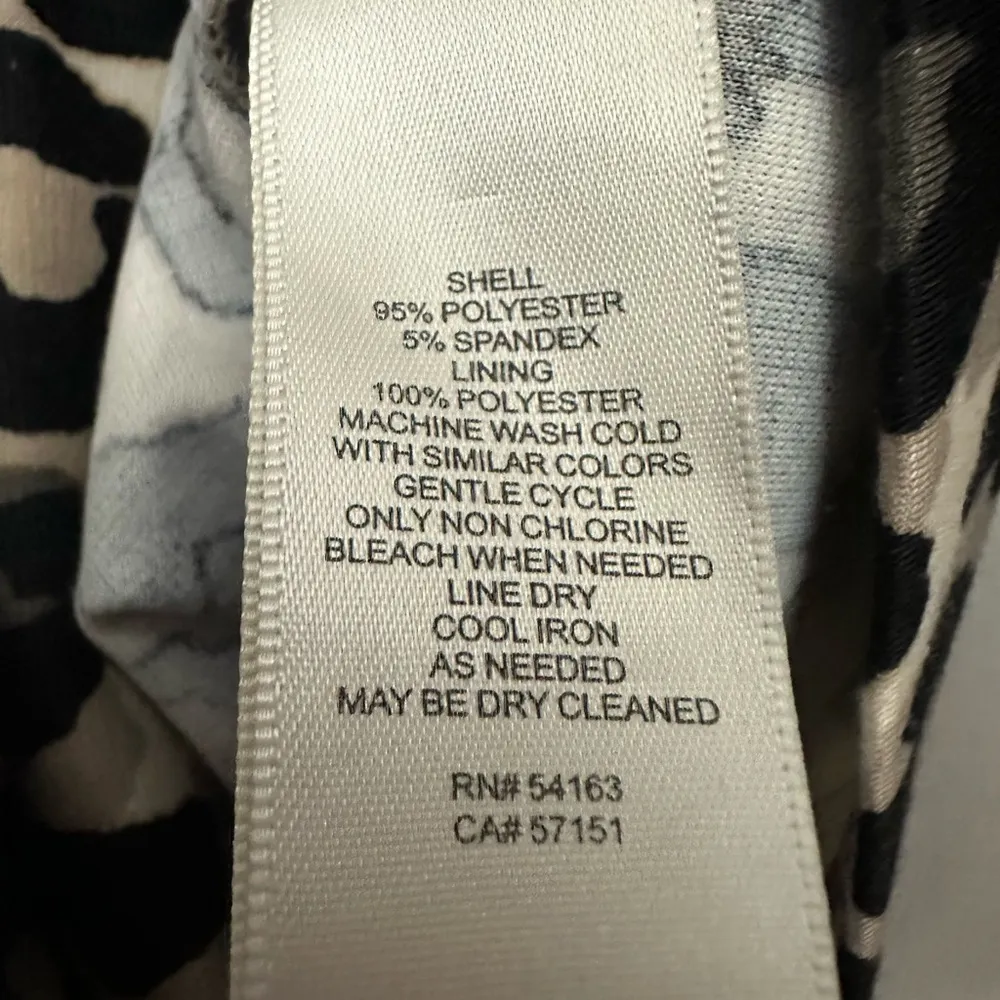 SHELL
95% POLYESTER
5% SPANDEX
LINING
100% POLYESTER
MACHINE WASH COLD
WITH SIMILAR COLORS
GENTLE CYCLE
ONLY NON CHLORINE
BLEACH WHEN NEEDED
LINE DRY
COOL IRON
AS NEEDED
MAY BE DRY CLEANED
RN# 54163
CA# 57151